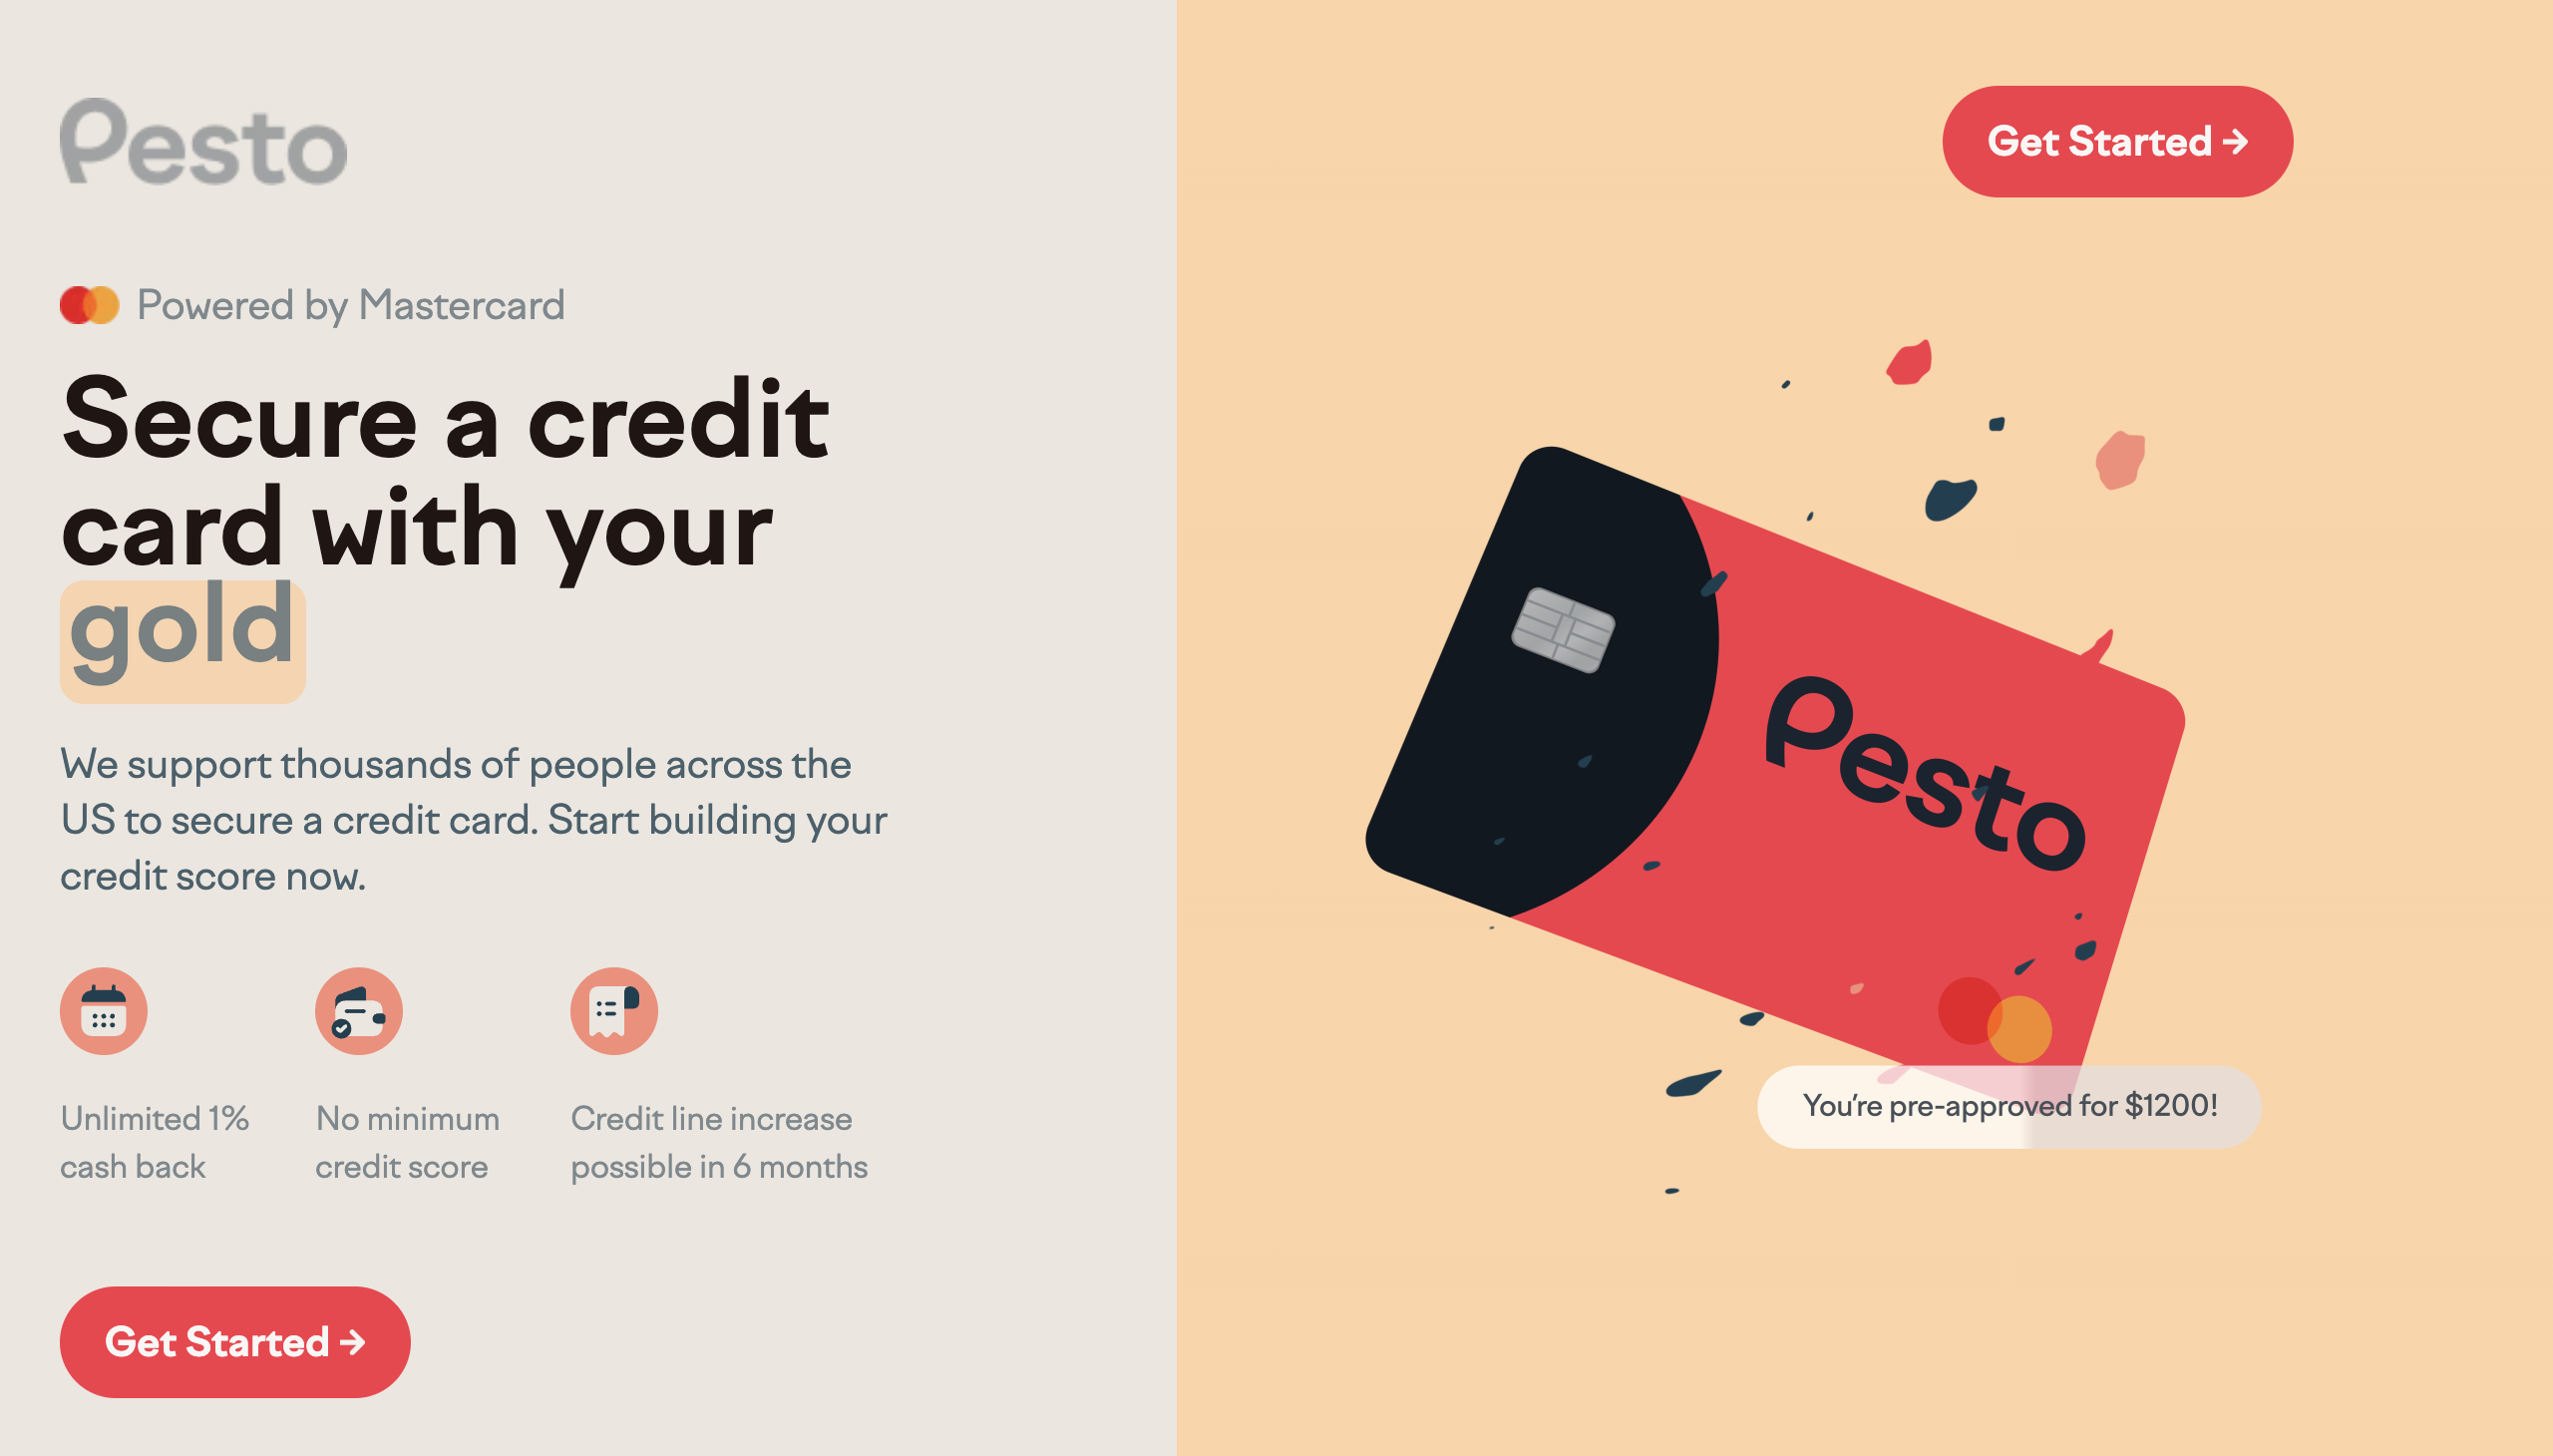 Pesto
Get Started →
Powered by Mastercard
Secure a credit
card with your
gold
We support thousands of people across the
US to secure a credit card. Start building your
credit score now.
Unlimited 1%
cash back
No minimum
credit score
Credit line increase
possible in 6 months
Get Started →
Pesto
You're pre-approved for $1200!